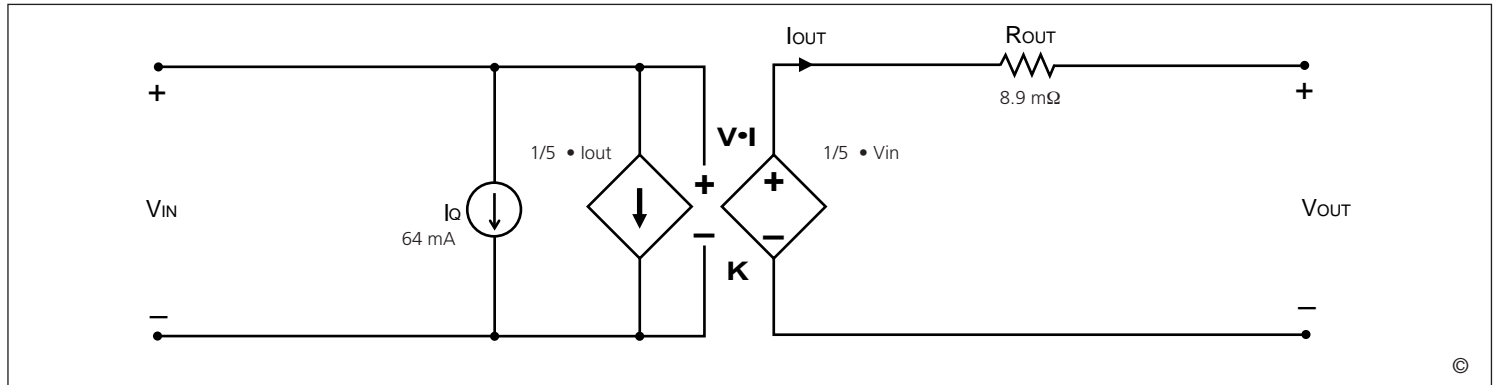 IOUT
ROUT
8.9 mΩ
+
+
V•I
1/5 • Iout
1/5 • Vin
+
+
VIN
IQ
64 mA
VOUT
–
–
K
–
–
©